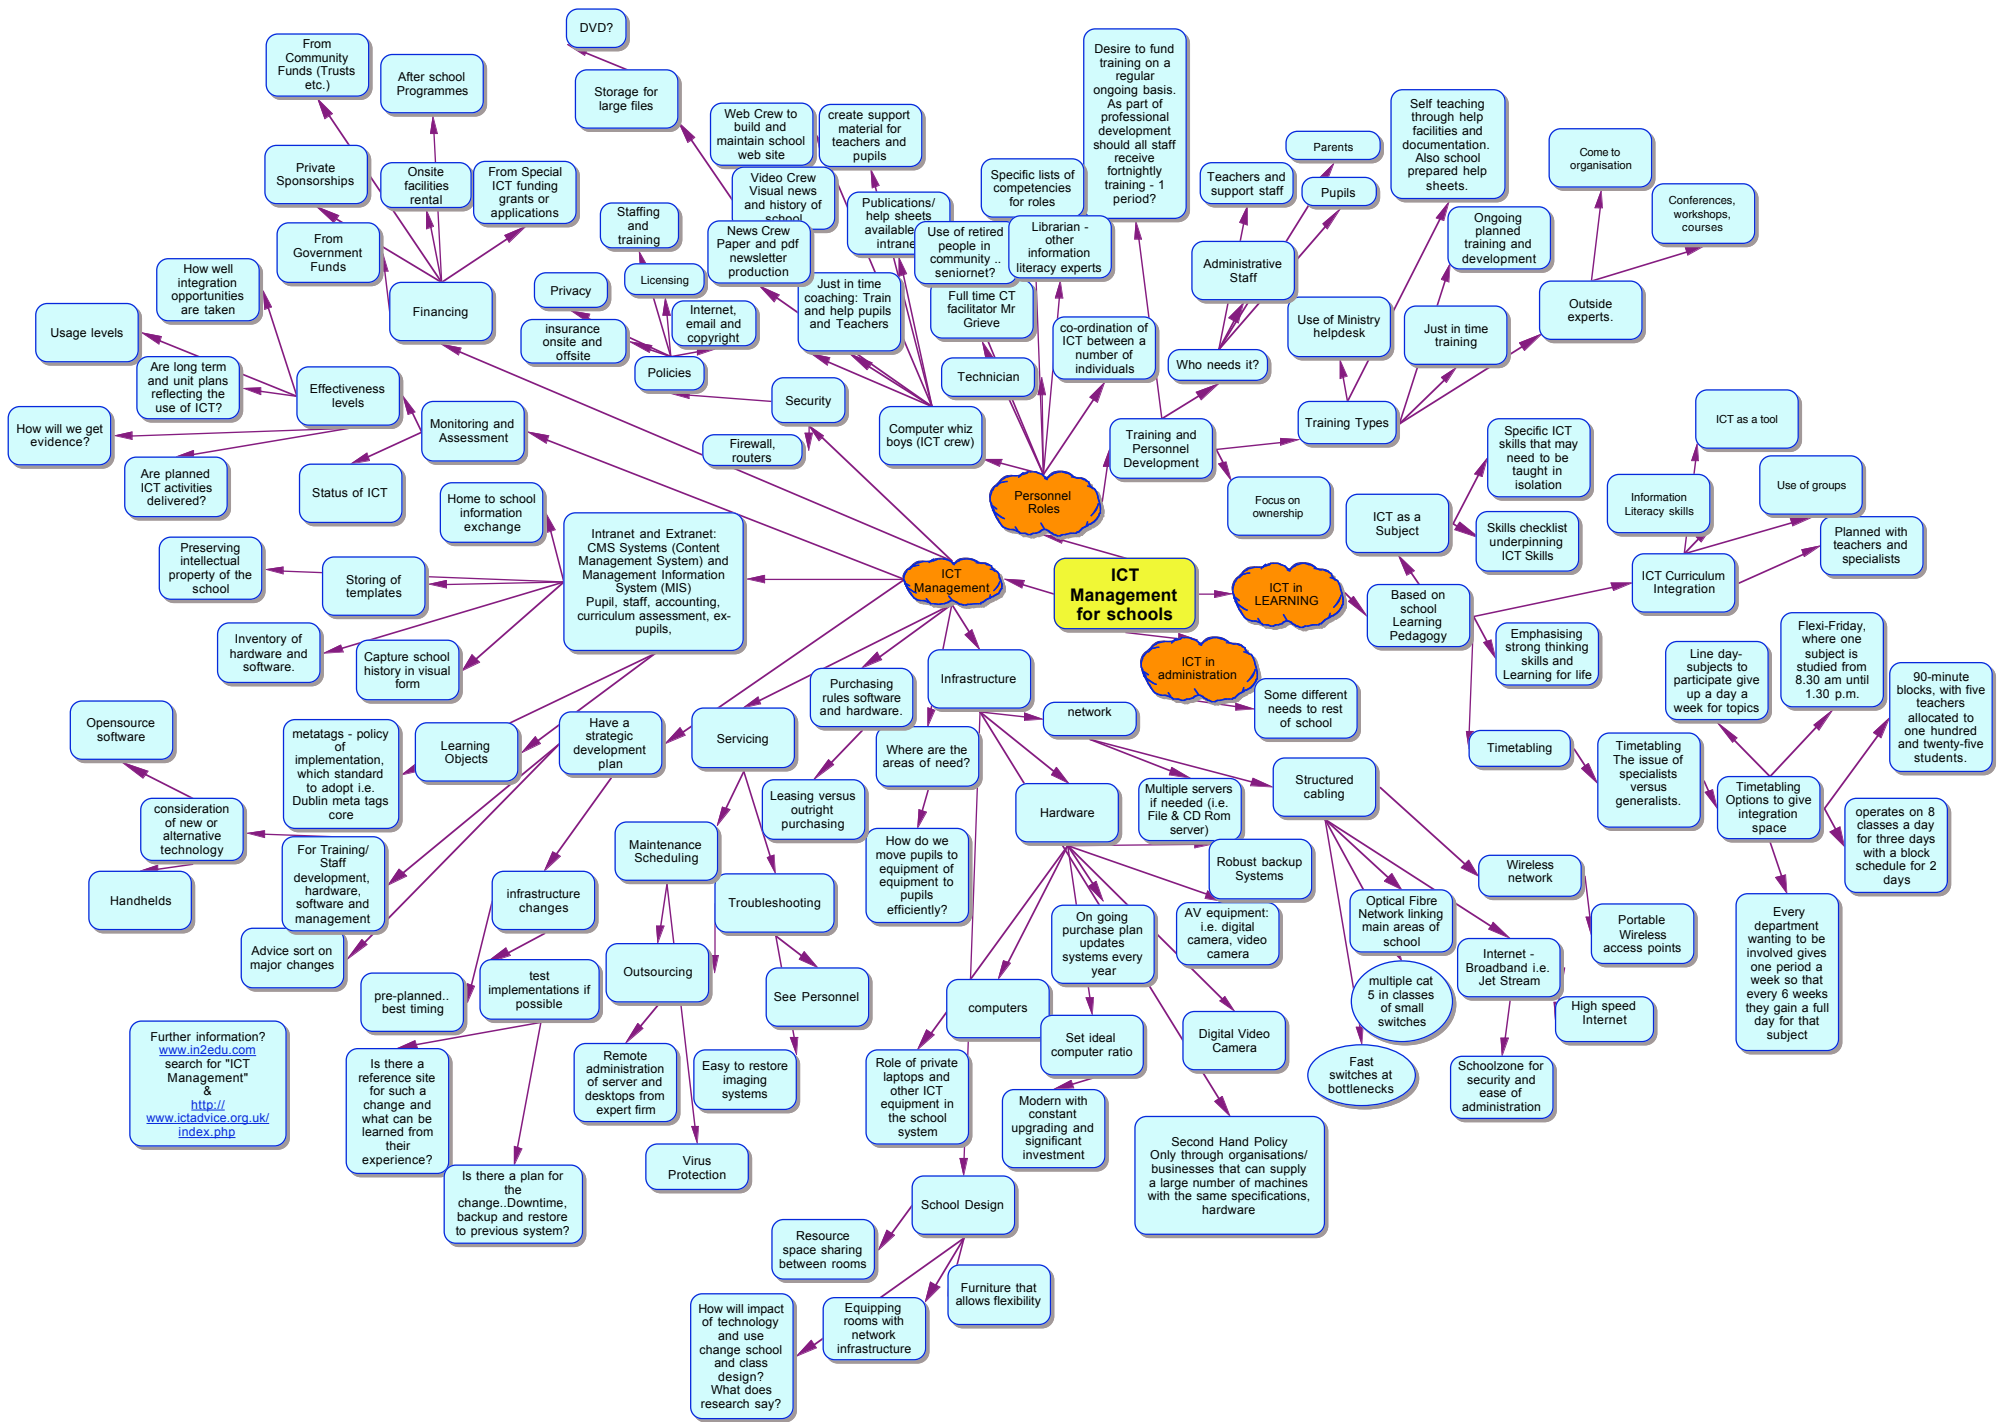 DVD?
From
Community
Funds (Trusts
etc.)
After school
Programmes
Storage for
large files
Web Crew to
build and
maintain school
web site
create support
material for
teachers and
pupils
Desire to fund
training on a
regular
ongoing basis.
As part of
professional
development
should all staff
receive
fortnightly
training - 1
period?
Self teaching
through help
facilities and
documentation.
Also school
prepared help
sheets.
Parents
Come to
organisation
Private
Sponsorships
Onsite
facilities
rental
From Special
ICT funding
grants or
applications
Video Crew
Visual news
and history of
school
Specific lists of
competencies
for roles
Teachers and
support staff
Pupils
Conferences,
workshops,
courses
Staffing
and
training
Publications/
help sheets
available
intrane
News Crew
Paper and pdf
newsletter
production
Use of retired
people in
community ..
seniornet?
Librarian -
other
information
literacy experts
Ongoing
planned
training and
development
From
Government
Funds
How well
integration
opportunities
are taken
Licensing
Privacy
Administrative
Staff
Just in time
coaching: Train
and help pupils
and Teachers
Full time CT
facilitator Mr
Grieve
Outside
experts.
Usage levels
Financing
insurance
onsite and
offsite
Internet,
email and
copyright
co-ordination of
ICT between a
number of
individuals
Use of Ministry
helpdesk
Just in time
training
Are long term
and unit plans
reflecting the
use of ICT?
Effectiveness
levels
Policies
Technician
Who needs it?
Security
How will we get
evidence?
Monitoring and
Assessment
Firewall,
routers
Computer whiz
boys (ICT crew)
Training and
Personnel
Development
Training Types
ICT as a tool
Specific ICT
skills that may
need to be
taught in
isolation
Are planned
ICT activities
delivered?
Status of ICT
Home to school
information
exchange
Personnel
Roles
Focus on
ownership
ICT as a
Subject
Information
Literacy skills
Use of groups
Intranet and Extranet:
CMS Systems (Content
Management System) and
Management Information
System (MIS)
Pupil, staff, accounting,
curriculum assessment, ex-
pupils,
Skills checklist
underpinning
ICT Skills
Planned with
teachers and
specialists
Preserving
intellectual
property of the
school
Storing of
templates
ICT
Management
ICT
Management
for schools
ICT in
LEARNING
Based on
school
Learning
Pedagogy
ICT Curriculum
Integration
Inventory of
hardware and
software.
Capture school
history in visual
form
ICT in
administration
Emphasising
strong thinking
skills and
Learning for life
Line day-
subjects to
participate give
up a day a
week for topics
Flexi-Friday,
where one
subject is
studied from
8.30 am until
1.30 p.m.
90-minute
blocks, with five
teachers
allocated to
one hundred
and twenty-five
students.
Infrastructure
Purchasing
rules software
and hardware.
Some different
needs to rest
of school
network
Opensource
software
metatags - policy
of
implementation,
which standard
to adopt i.e.
Dublin meta tags
core
Learning
Objects
Have a
strategic
development
plan
Servicing
Where are the
areas of need?
Timetabling
Timetabling
The issue of
specialists
versus
generalists.
Timetabling
Options to give
integration
space
Structured
cabling
Multiple servers
if needed (i.e.
File & CD Rom
server)
Leasing versus
outright
purchasing
Hardware
consideration
of new or
alternative
technology
operates on 8
classes a day
for three days
with a block
schedule for 2
days
For Training/
Staff
development,
hardware,
software and
management
Maintenance
Scheduling
How do we
move pupils to
equipment of
equipment to
pupils
efficiently?
Robust backup
Systems
Wireless
network
Handhelds
infrastructure
changes
Troubleshooting
On going
purchase plan
updates
systems every
year
AV equipment:
i.e. digital
camera, video
camera
Optical Fibre
Network linking
main areas of
school
Portable
Wireless
access points
Every
department
wanting to be
involved gives
one period a
week so that
every 6 weeks
they gain a full
day for that
subject
Advice sort on
major changes
Outsourcing
test
implementations if
possible
pre-planned..
best timing
See Personnel
computers
Internet -
Broadband i.e.
Jet Stream
multiple cat
5 in classes
of small
switches
High speed
Internet
Further information?
www.in2edu.com
search for "ICT
Management"
&
http://
www.ictadvice.org.uk/
index.php
Set ideal
computer ratio
Digital Video
Camera
Is there a
reference site
for such a
change and
what can be
learned from
their
experience?
Remote
administration
of server and
desktops from
expert firm
Easy to restore
imaging
systems
Role of private
laptops and
other ICT
equipment in
the school
system
Fast
switches at
bottlenecks
Schoolzone for
security and
ease of
administration
Modern with
constant
upgrading and
significant
investment
Virus
Protection
Is there a plan for
the
change..Downtime,
backup and restore
to previous system?
Second Hand Policy
Only through organisations/
businesses that can supply
a large number of machines
with the same specifications,
hardware
School Design
Resource
space sharing
between rooms
Furniture that
allows flexibility
Equipping
rooms with
network
infrastructure
How will impact
of technology
and use
change school
and class
design?
What does
research say?